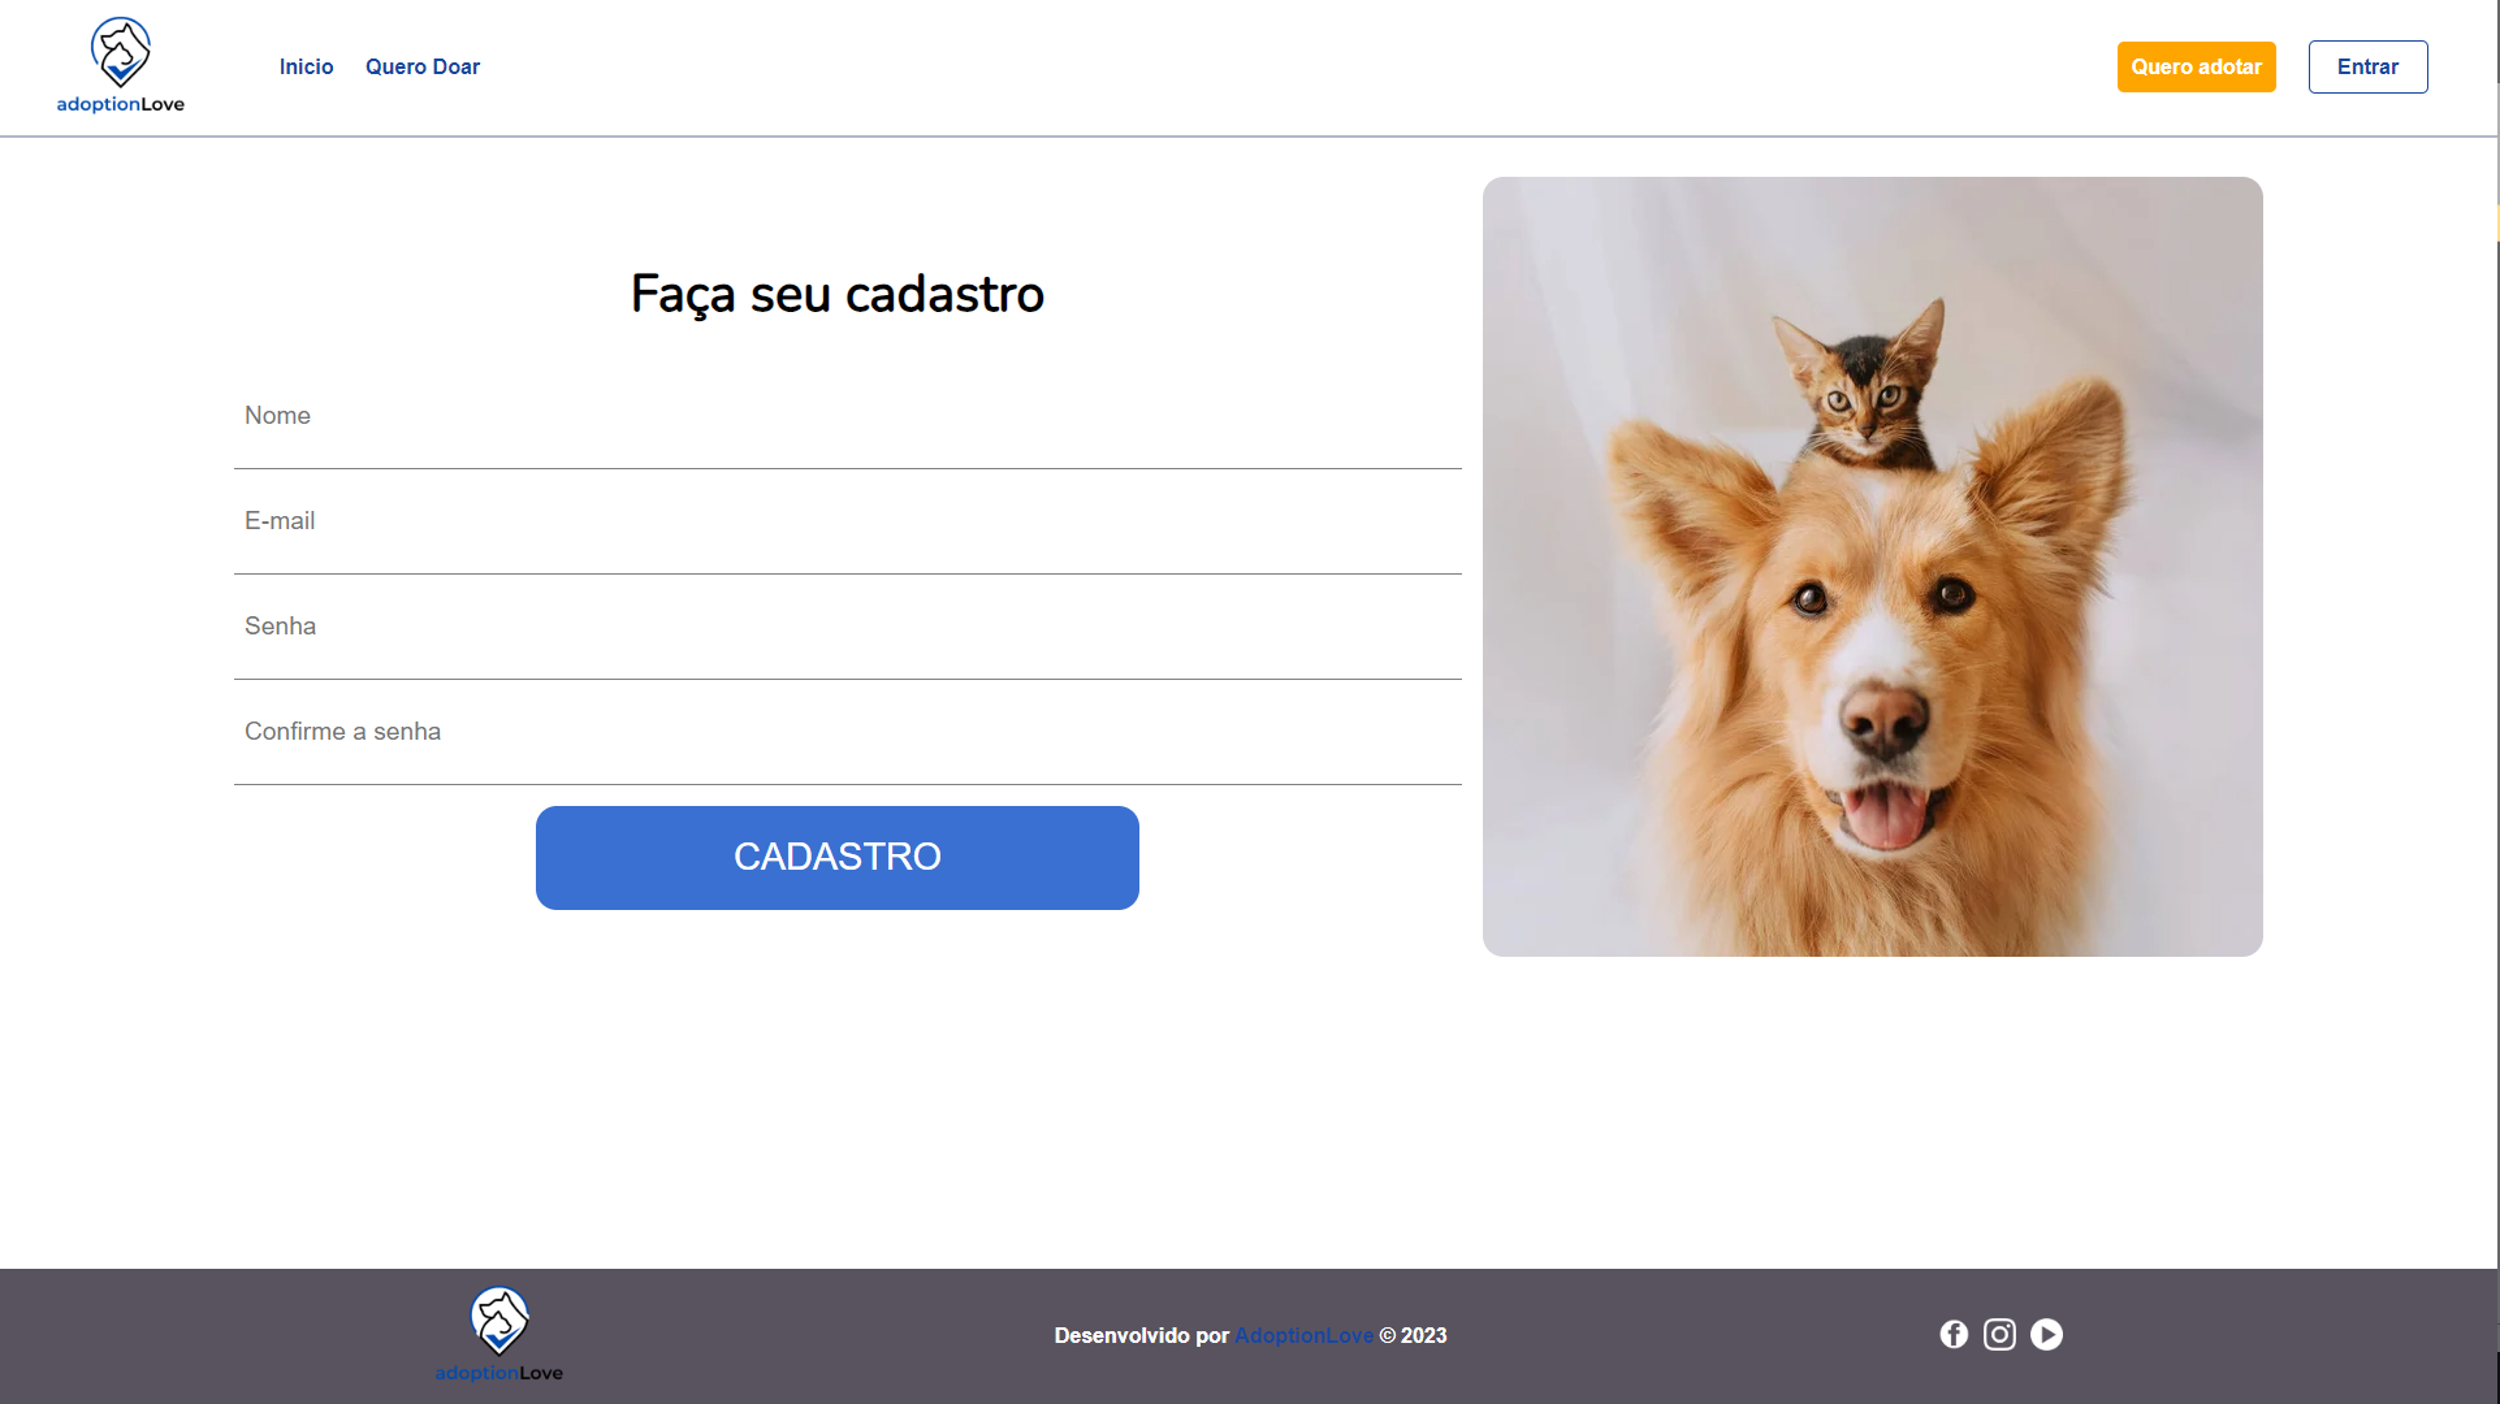 adoptionLove
Inicio
Quero Doar
Quero adotar
Entrar
Faça seu cadastro
Nome
E-mail
Senha
Confirme a senha
CADASTRO
adoptionLove
Desenvolvido por AdoptionLove © 2023